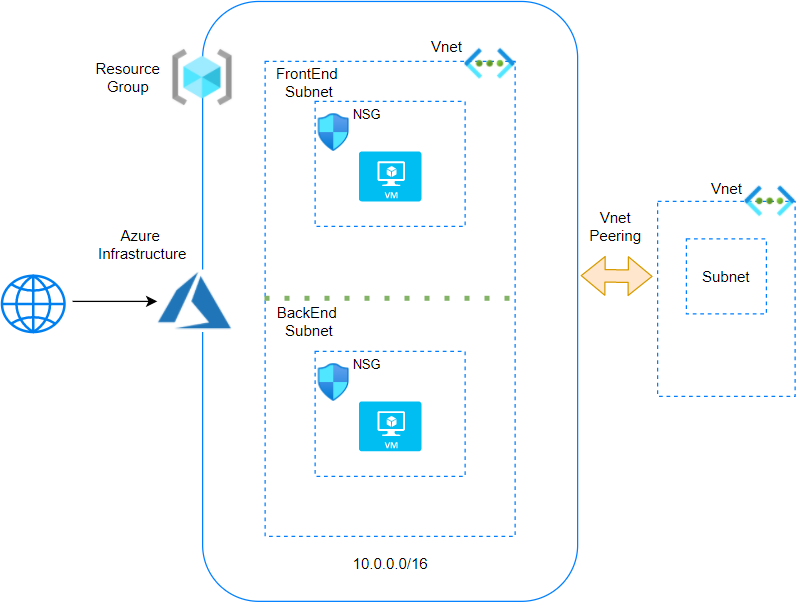 Vnet
Resource
Group
FrontEnd
Subnet
NSG
VM
Vnet
Vnet
Peering
Azure
Infrastructure
Subnet
BackEnd
Subnet
NSG
VM
10.0.0.0/16